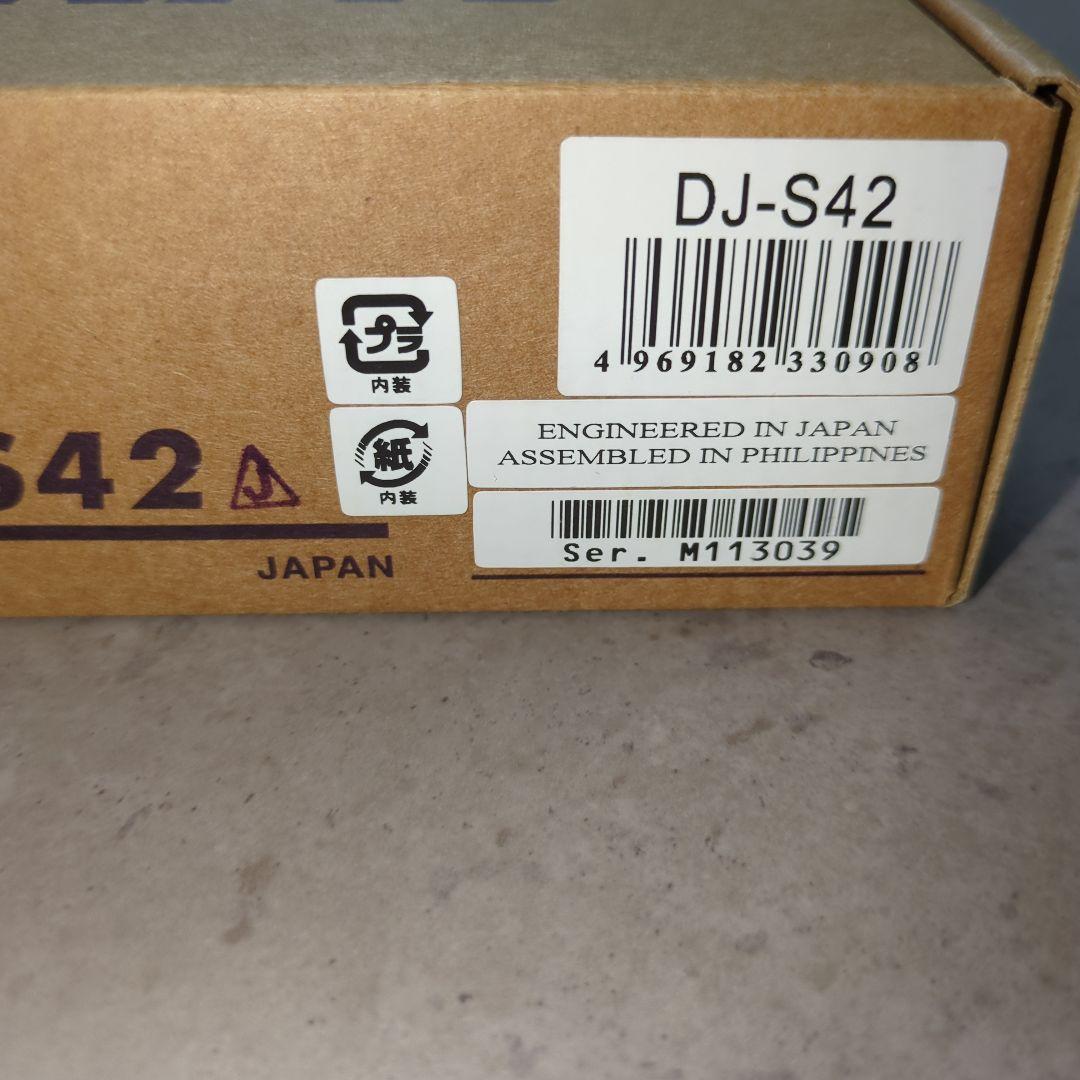 DJ-S42
4 969182 330908
プラ
内装
紙
内装
ENGINEERED IN JAPAN
ASSEMBLED IN PHILIPPINES
Ser. M113039
S42 J
JAPAN